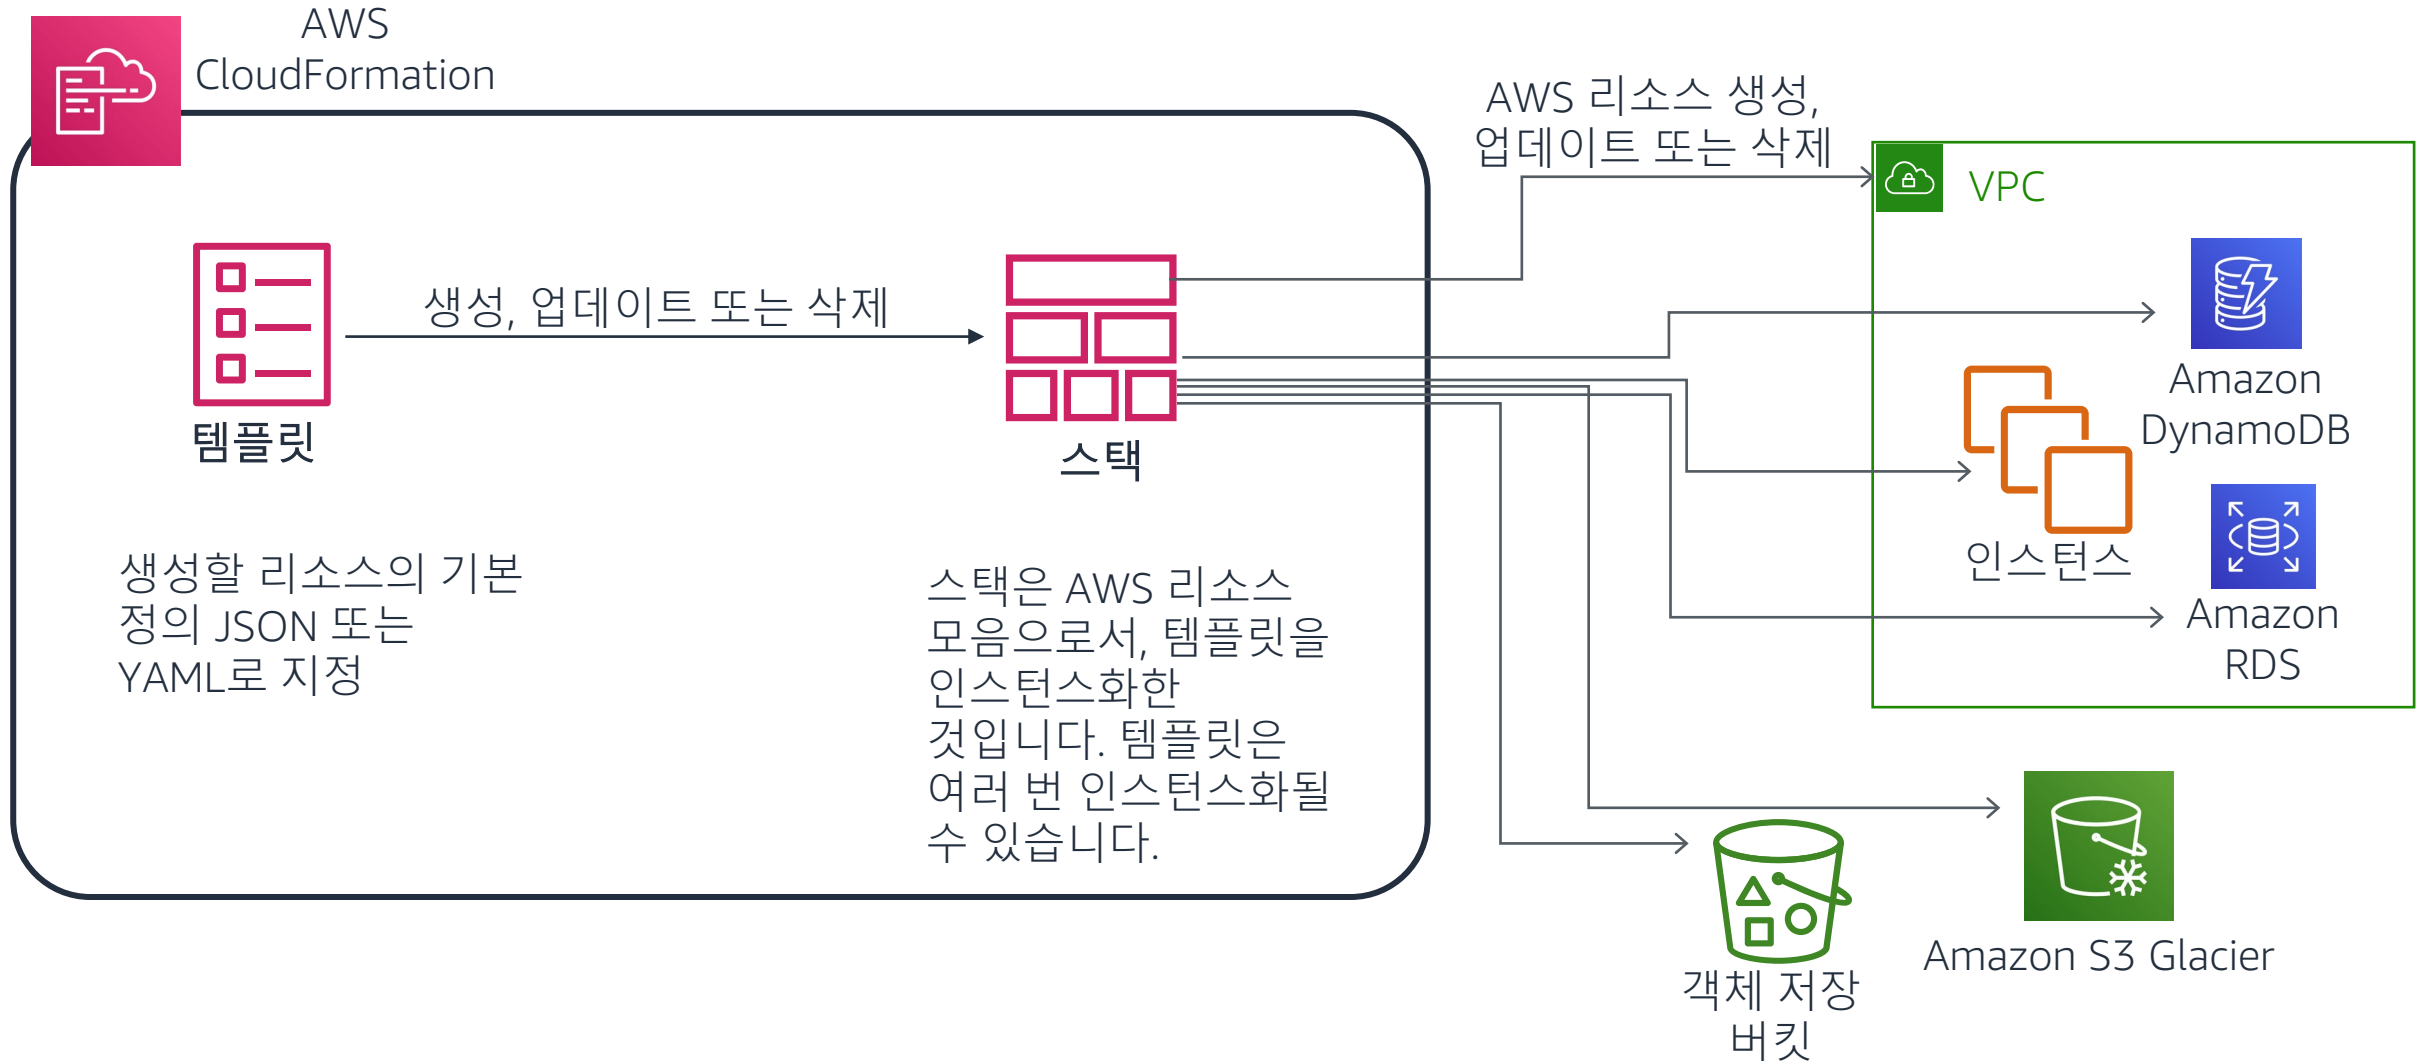 AWS
CloudFormation
AWS 리소스 생성,
업데이트 또는 삭제
VPC
생성, 업데이트 또는 삭제
템플릿
스택
Amazon
DynamoDB
인스턴스
Amazon
RDS
생성할 리소스의 기본
정의 JSON 또는
YAML로 지정
스택은 AWS 리소스
모음으로서, 템플릿을
인스턴스화한
것입니다. 템플릿은
여러 번 인스턴스화될
수 있습니다.
Amazon S3 Glacier
객체 저장
버킷